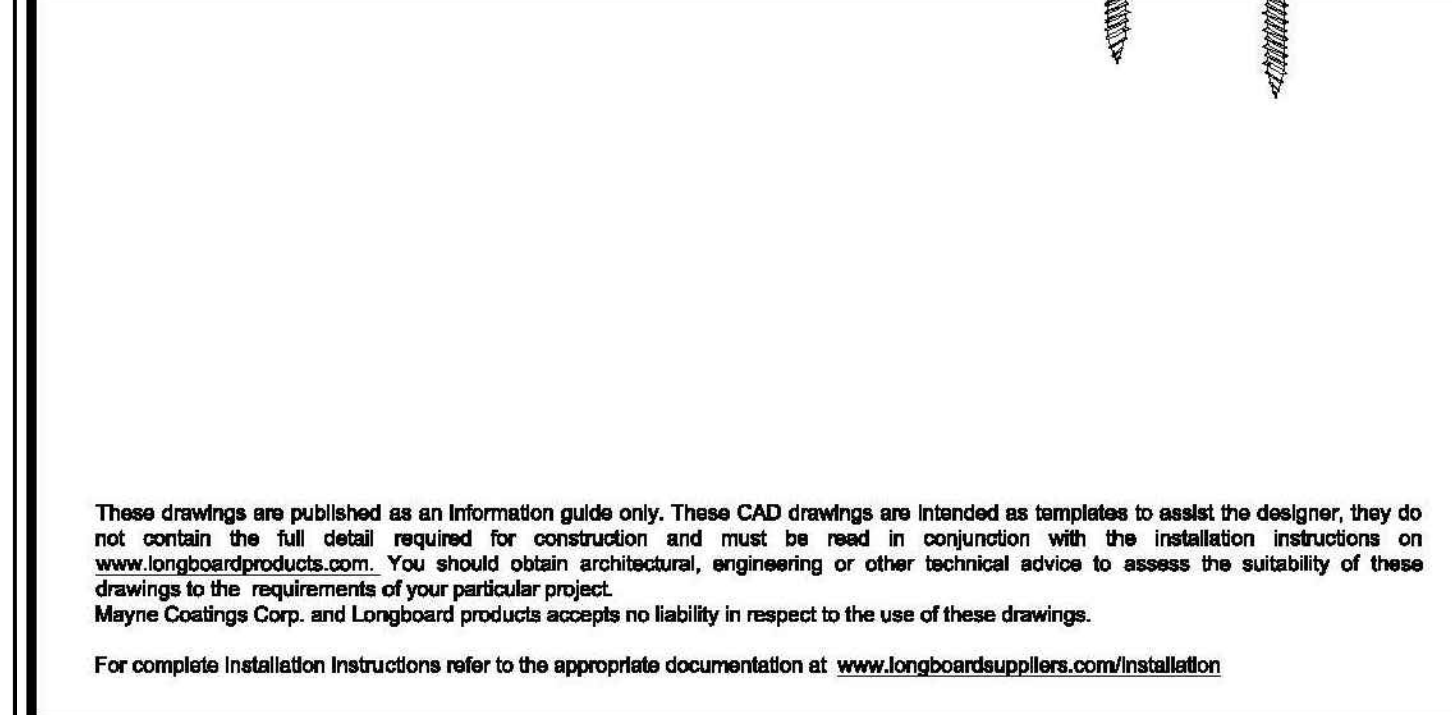 These drawings are published as an information guide only. These CAD drawings are intended as templates to assist the designer, they do
not contain the full detail required for construction and must be read in conjunction with the installation instructions on
www.longboardproducts.com. You should obtain architectural, engineering or other technical advice to assess the suitability of these
drawings to the requirements of your particular project.
Mayne Coatings Corp. and Longboard products accepts no liability in respect to the use of these drawings.
For complete installation instructions refer to the appropriate documentation at www.longboardsuppliers.com/installation